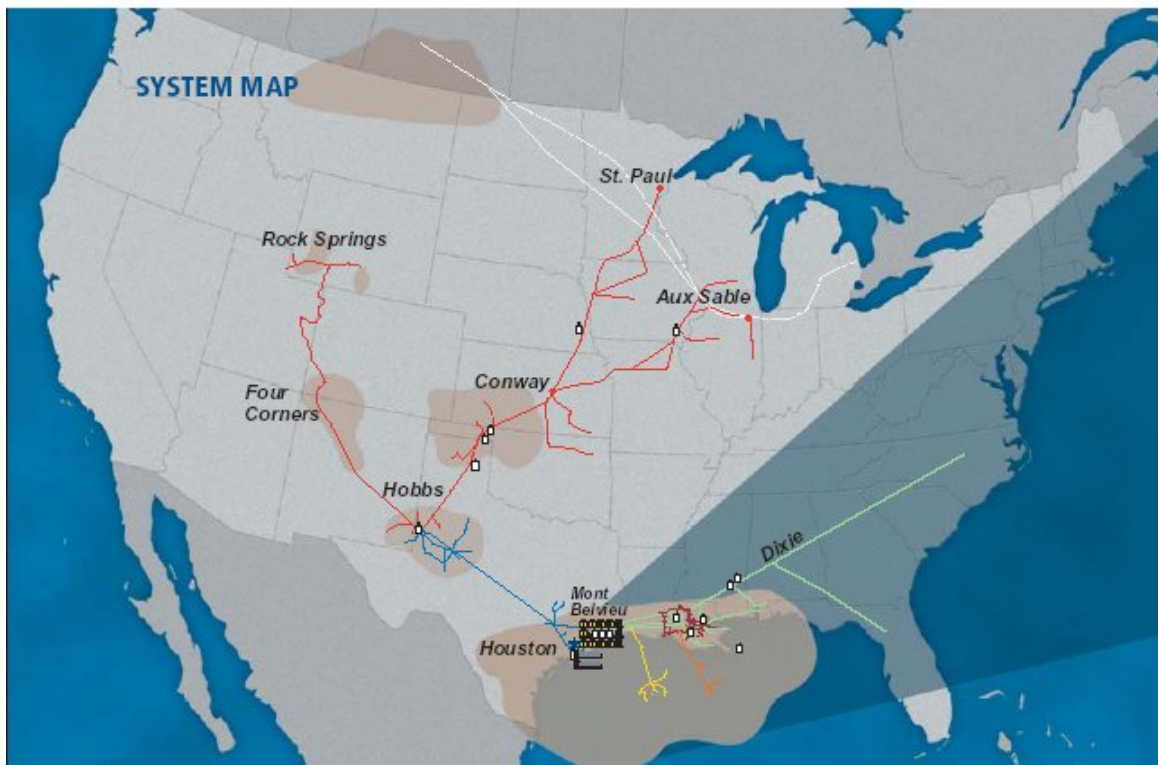 SYSTEM MAP
St. Paul
Rock Springs
Aux Sable
Conway
Four
Corners
Hobbs
Dixie
Mont
Belvieu
Houston